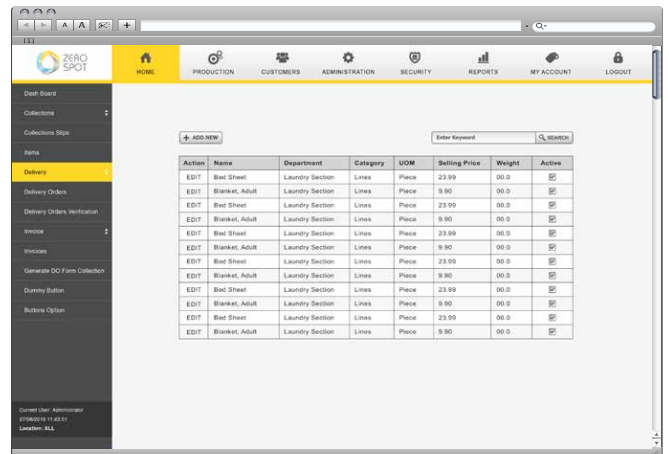 A A
Q-
ZERO
SPOT
HOME PRODUCTION CUSTOMERS ADMINISTRATION SECURITY REPORTS MY ACCOUNT LOGOUT
Dash Board
Collections
Collections Slips
Items
Delivery
Delivery Orders
Delivery Orders Verification
Invoice
Invoices
Generate DO Form Collection
Dummy Button
Buttons Option
Current User: Administrator
27/08/2010 11:43:51
Location: ALL
+ ADD NEW Enter Keyword SEARCH
Action Name Department Category UOM Selling Price Weight Active
EDIT Bed Sheet Laundry Section Lines Piece 23.99 00.0
EDIT Blanket, Adult Laundry Section Lines Piece 9.90 00.0
EDIT Bed Sheet Laundry Section Lines Piece 23.99 00.0
EDIT Blanket, Adult Laundry Section Lines Piece 9.90 00.0
EDIT Bed Sheet Laundry Section Lines Piece 23.99 00.0
EDIT Blanket, Adult Laundry Section Lines Piece 9.90 00.0
EDIT Bed Sheet Laundry Section Lines Piece 23.99 00.0
EDIT Blanket, Adult Laundry Section Lines Piece 9.90 00.0
EDIT Bed Sheet Laundry Section Lines Piece 23.99 00.0
EDIT Blanket, Adult Laundry Section Lines Piece 9.90 00.0
EDIT Bed Sheet Laundry Section Lines Piece 23.99 00.0
EDIT Blanket, Adult Laundry Section Lines Piece 9.90 00.0